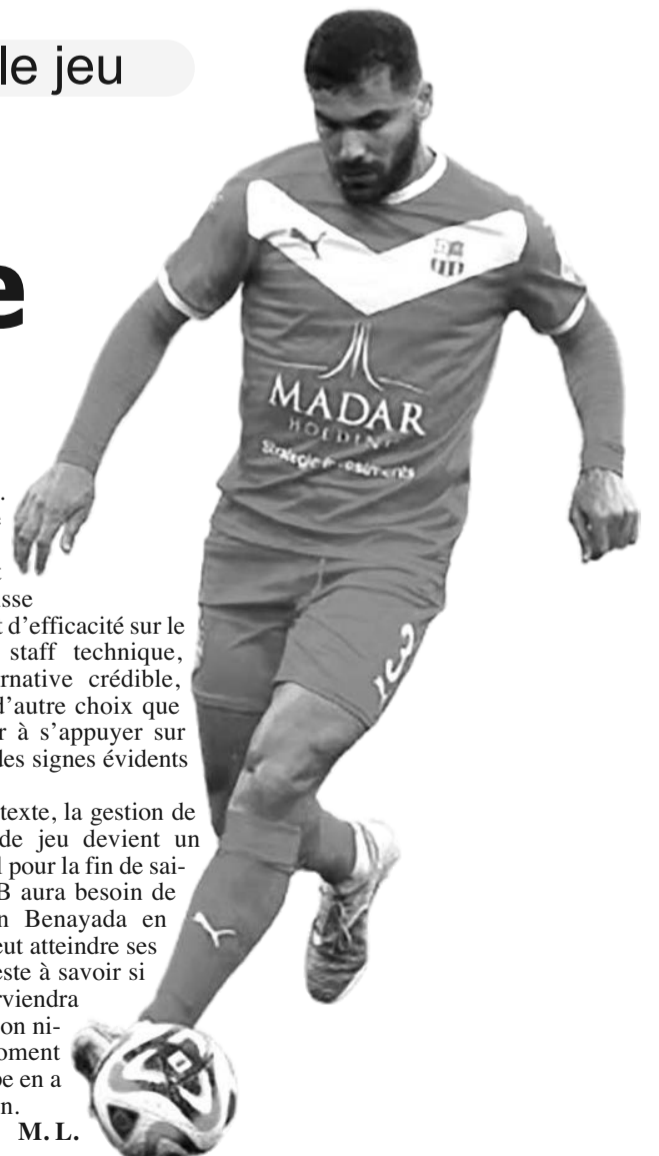 le jeu
e
MADAR
HOLDING
Strategic
13
sse
d'efficacité sur le
staff technique,
rnative crédible,
d'autre choix que
r à s'appuyer sur
des signes évidents
texte, la gestion de
de jeu devient un
l pour la fin de sai-
B aura besoin de
n Benayada en
eut atteindre ses
este à savoir si
rviendra
on ni-
oment
e en a
n.
M. L.